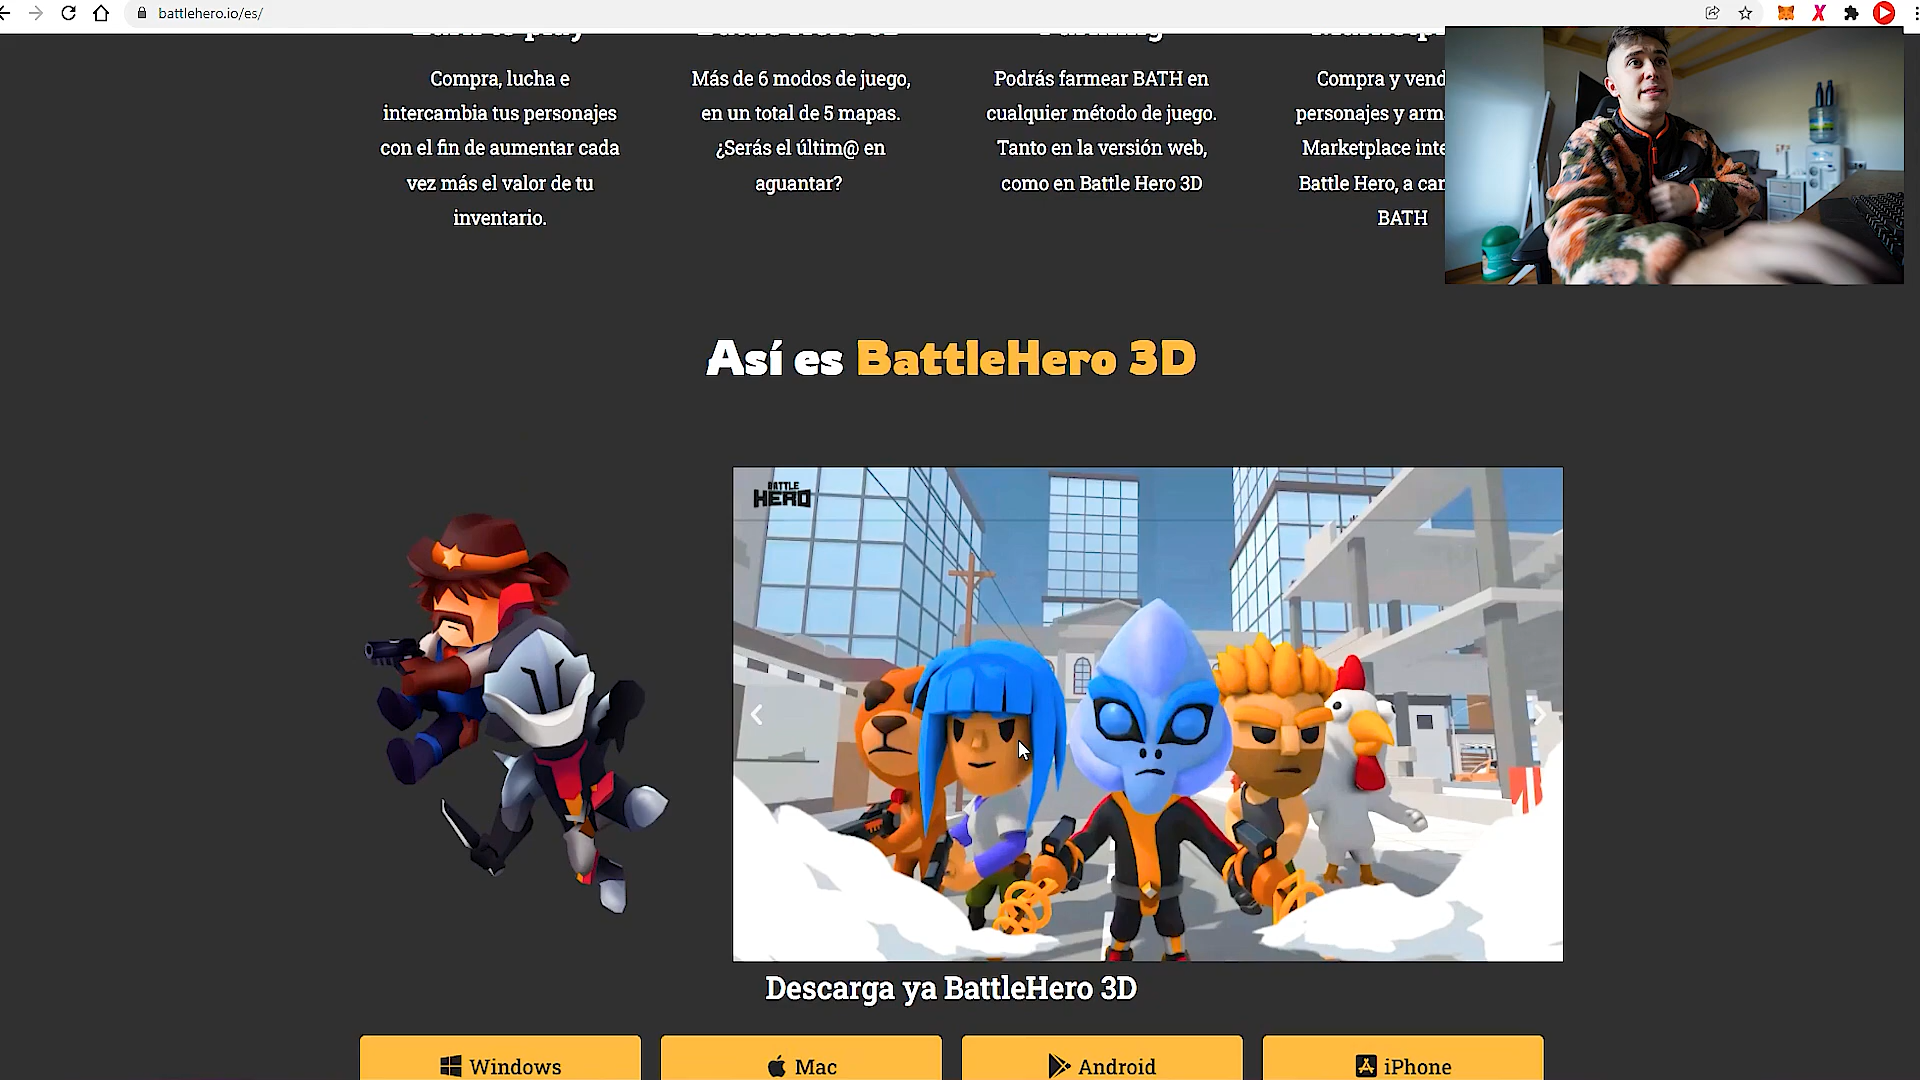 battlehero.io/es/
Compra, lucha e
intercambia tus personajes
con el fin de aumentar cada
vez más el valor de tu
inventario.
Más de 6 modos de juego,
en un total de 5 mapas.
¿Serás el últim@ en
aguantar?
Podrás farmear BATH en
cualquier método de juego.
Tanto en la versión web,
como en Battle Hero 3D
Compra y vend
personajes y arm
Marketplace inte
Battle Hero, a can
BATH
Así es BattleHero 3D
BATTLE
HERO
Descarga ya BattleHero 3D
Windows
Mac
Android
iPhone